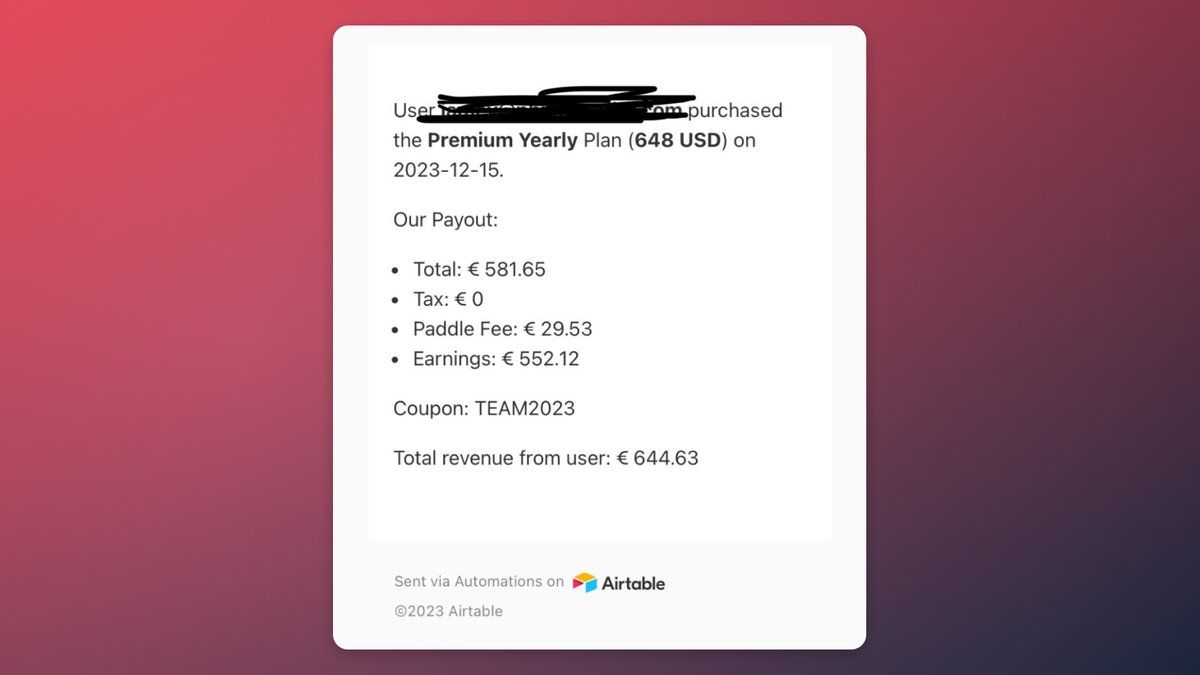 User purchased
the Premium Yearly Plan (648 USD) on
2023-12-15.
Our Payout:
• Total: € 581.65
• Tax: € 0
• Paddle Fee: € 29.53
• Earnings: € 552.12
Coupon: TEAM2023
Total revenue from user: € 644.63
Sent via Automations on Airtable
©2023 Airtable